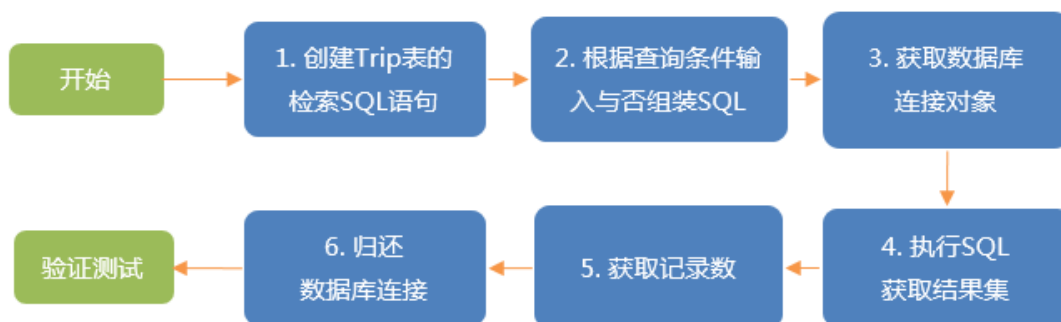 开始
1. 创建Trip表的
检索SQL语句
2. 根据查询条件输
入与否组装SQL
3. 获取数据库
连接对象
4. 执行SQL
获取结果集
5. 获取记录数
6. 归还
数据库连接
验证测试